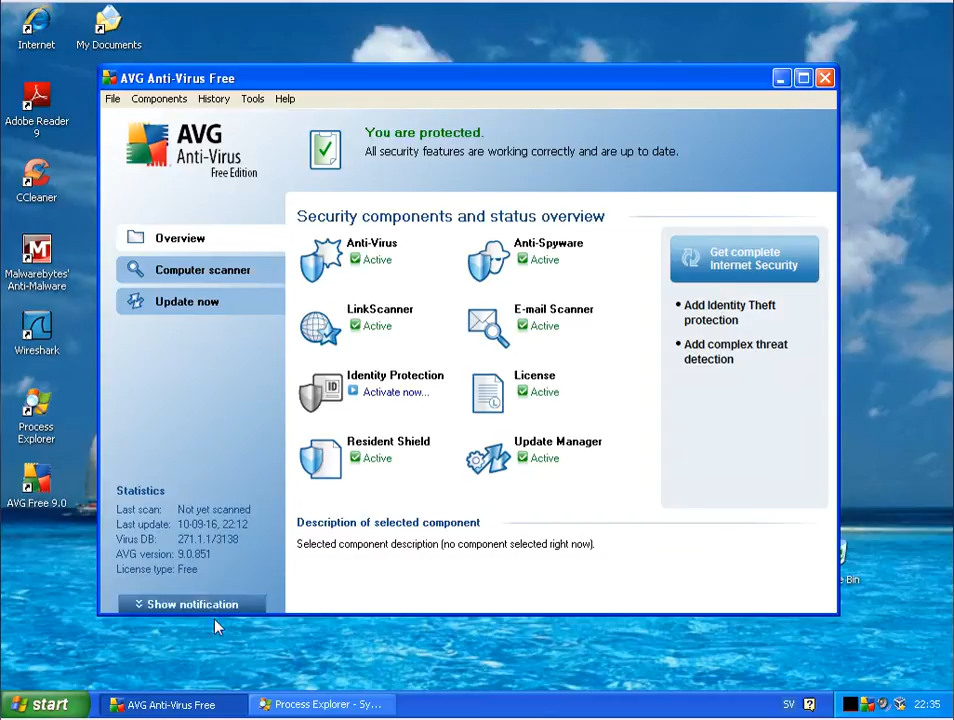 Internet
My Documents
Adobe Reader
9
CCleaner
Malwarebytes'
Anti-Malware
Wireshark
Process
Explorer
AVG Free 9.0
AVG Anti-Virus Free
File Components History Tools Help
AVG
Anti-Virus
Free Edition
You are protected.
All security features are working correctly and are up to date.
Overview
Computer scanner
Update now
Security components and status overview
Anti-Virus
Active
Anti-Spyware
Active
LinkScanner
Active
E-mail Scanner
Active
Identity Protection
Activate now...
ID
License
Active
Resident Shield
Active
Update Manager
Active
Get complete
Internet Security
• Add Identity Theft
protection
• Add complex threat
detection
Statistics
Last scan: Not yet scanned
Last update: 10-09-16, 22:12
Virus DB: 271.1.1/3138
AVG version: 9.0.851
License type: Free
Show notification
Description of selected component
Selected component description (no component selected right now).
e Bin
start
AVG Anti-Virus Free
Process Explorer - Sy...
SV
22:35